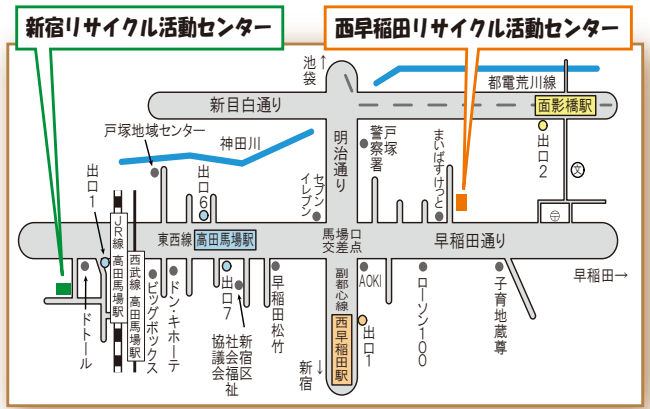 新宿リサイクル活動センター
西早稲田リサイクル活動センター
池袋
↑
都電荒川線
新目白通り
面影橋駅
戸塚地域センター
神田川
明治通り
戸塚警察署
まいばすけっと
出口2
文
出口1
出口6
セブンイレブン
東西線
高田馬場駅
馬場口交差点
早稲田通り
早稲田→
JR線 高田馬場駅
西武線 高田馬場駅
ドトール
ビッグボックス
ドン・キホーテ
出口7
新宿区社会福祉協議会
早稲田松竹
副都心線
西早稲田駅
AOKI
出口1
ローソン100
子育地蔵尊
新宿
↓